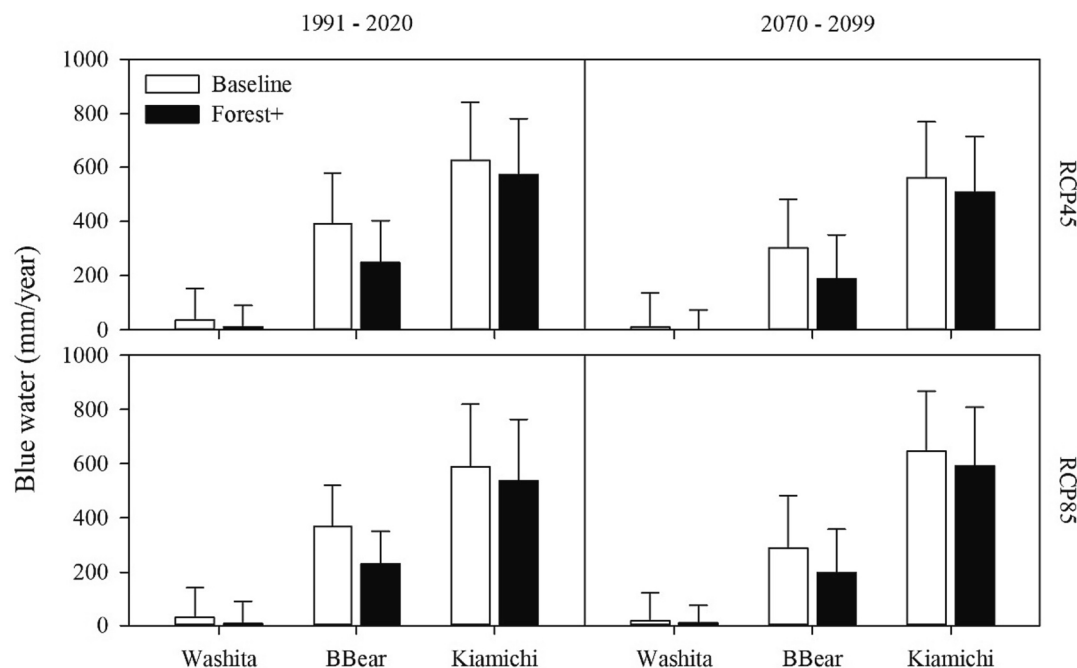 1991 - 2020
2070 - 2099
Baseline
Forest+
1000
800
600
400
200
0
RCP45
1000
800
600
400
200
0
RCP85
Blue water (mm/year)
Washita BBear Kiamichi
Washita BBear Kiamichi